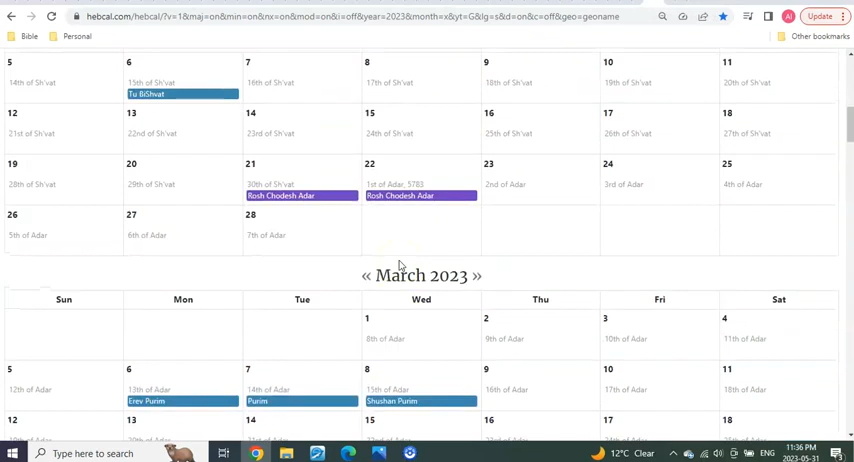 hebcal.com/hebcal/?v=1&maj=on&min=on&nx=on&mod=on&i=off&year=2023&month=x&yt=G&lg=s&d=on&c=off&geo=geoname
AI
Update
Bible
Personal
Other bookmarks
5 6 7 8 9 10 11
14th of Sh'vat 15th of Sh'vat 16th of Sh'vat 17th of Sh'vat 18th of Sh'vat 19th of Sh'vat 20th of Sh'vat
Tu BiShvat
12 13 14 15 16 17 18
21st of Sh'vat 22nd of Sh'vat 23rd of Sh'vat 24th of Sh'vat 25th of Sh'vat 26th of Sh'vat 27th of Sh'vat
19 20 21 22 23 24 25
28th of Sh'vat 29th of Sh'vat 30th of Sh'vat 1st of Adar, 5783 2nd of Adar 3rd of Adar 4th of Adar
Rosh Chodesh Adar Rosh Chodesh Adar
26 27 28
5th of Adar 6th of Adar 7th of Adar
« March 2023 »
Sun Mon Tue Wed Thu Fri Sat
1 2 3 4
8th of Adar 9th of Adar 10th of Adar 11th of Adar
5 6 7 8 9 10 11
12th of Adar 13th of Adar 14th of Adar 15th of Adar 16th of Adar 17th of Adar 18th of Adar
Erev Purim Purim Shushan Purim
12 13 14 15 16 17 18
Type here to search
12°C Clear
ENG
11:36 PM
2023-05-31
3